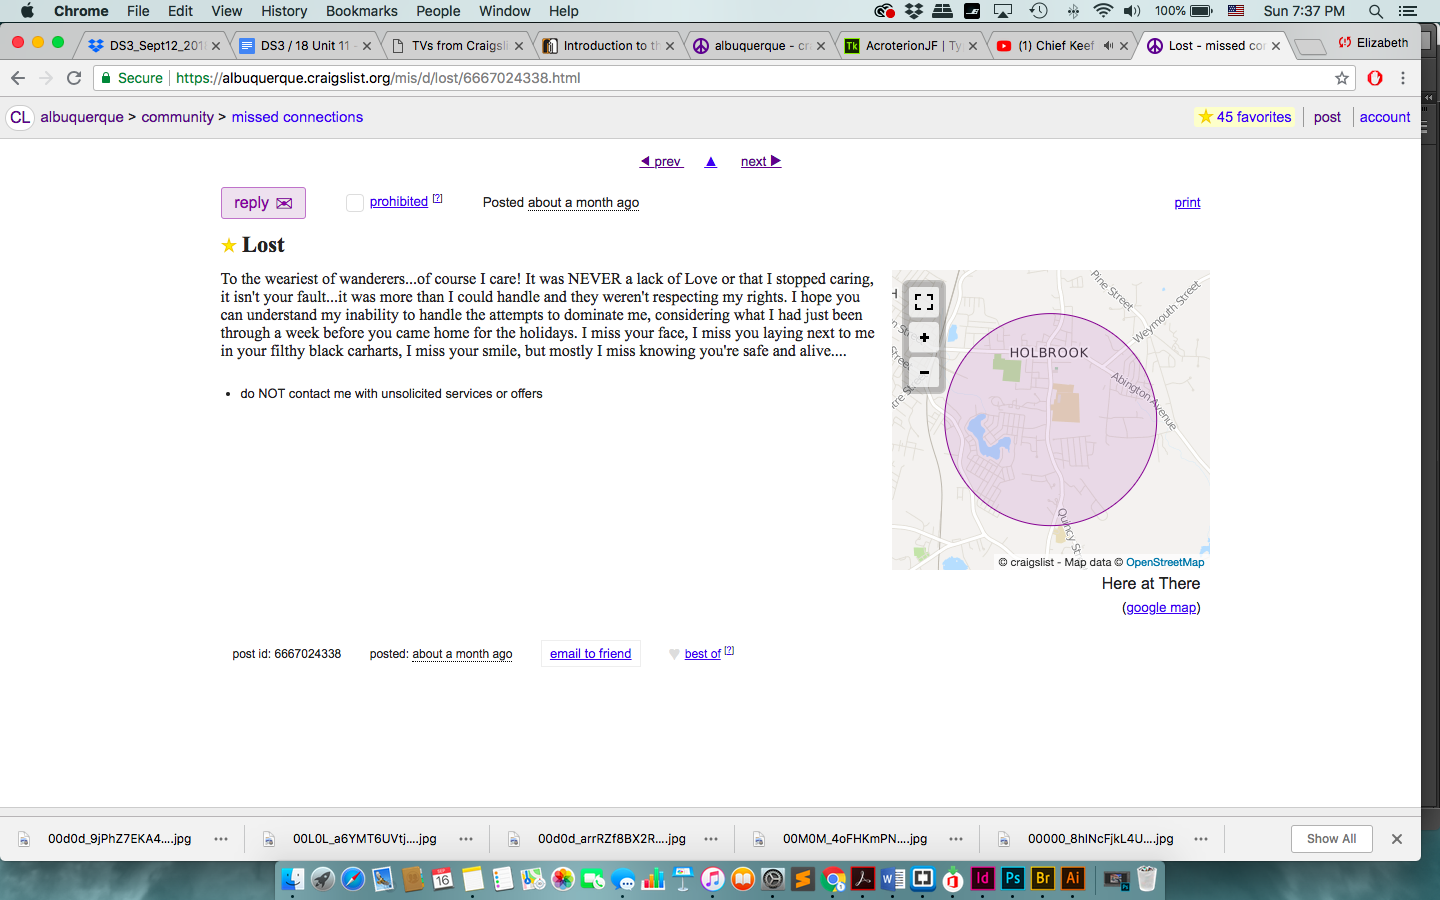 Chrome File Edit View History Bookmarks People Window Help 100% Sun 7:37 PM
DS3_Sept12_201 DS3 / 18 Unit 11 - TVs from Craigsli Introduction to th albuquerque - cr AcroterionJF | Ty (1) Chief Keef Lost - missed con Elizabeth
Secure https://albuquerque.craigslist.org/mis/d/lost/6667024338.html
CL albuquerque > community > missed connections 45 favorites post account
◀ prev ▲ next ▶
reply prohibited [?] Posted about a month ago print
Lost
To the weariest of wanderers...of course I care! It was NEVER a lack of Love or that I stopped caring,
it isn't your fault...it was more than I could handle and they weren't respecting my rights. I hope you
can understand my inability to handle the attempts to dominate me, considering what I had just been
through a week before you came home for the holidays. I miss your face, I miss you laying next to me
in your filthy black carharts, I miss your smile, but mostly I miss knowing you're safe and alive....
• do NOT contact me with unsolicited services or offers
Pine Street
Weymouth Street
HOLBROOK
Abington Avenue
Quincy St
© craigslist - Map data © OpenStreetMap
Here at There
(google map)
post id: 6667024338 posted: about a month ago email to friend best of [?]
00d0d_9jPhZ7EKA4....jpg 00L0L_a6YMT6UVtj....jpg 00d0d_arrRZf8BX2R....jpg 00M0M_4oFHKmPN....jpg 00000_8hlNcFjkL4U....jpg Show All
SEP 16 Id Ps Br Ai